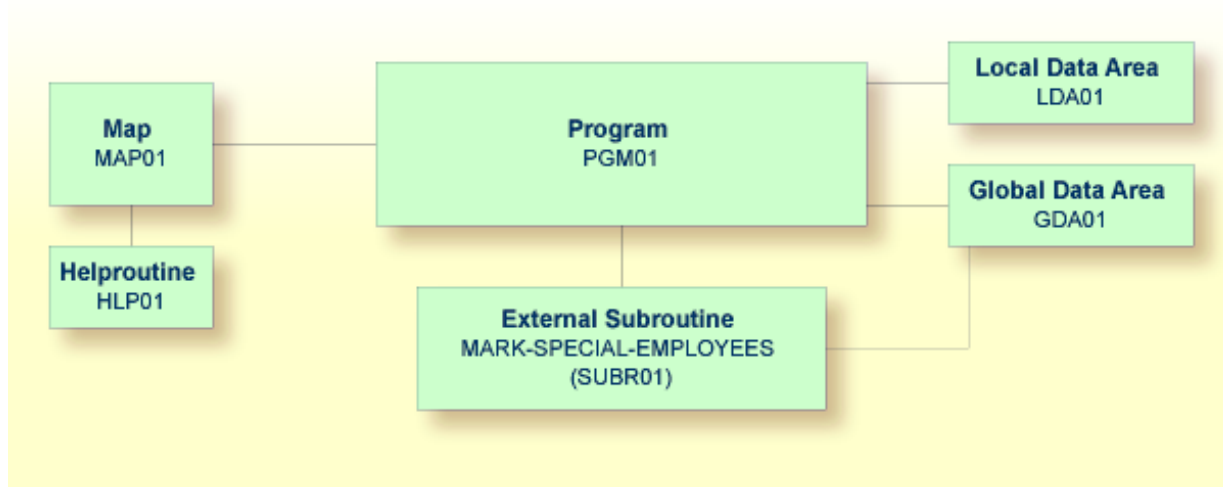 Map
MAP01
Helproutine
HLP01
Program
PGM01
External Subroutine
MARK-SPECIAL-EMPLOYEES
(SUBR01)
Local Data Area
LDA01
Global Data Area
GDA01